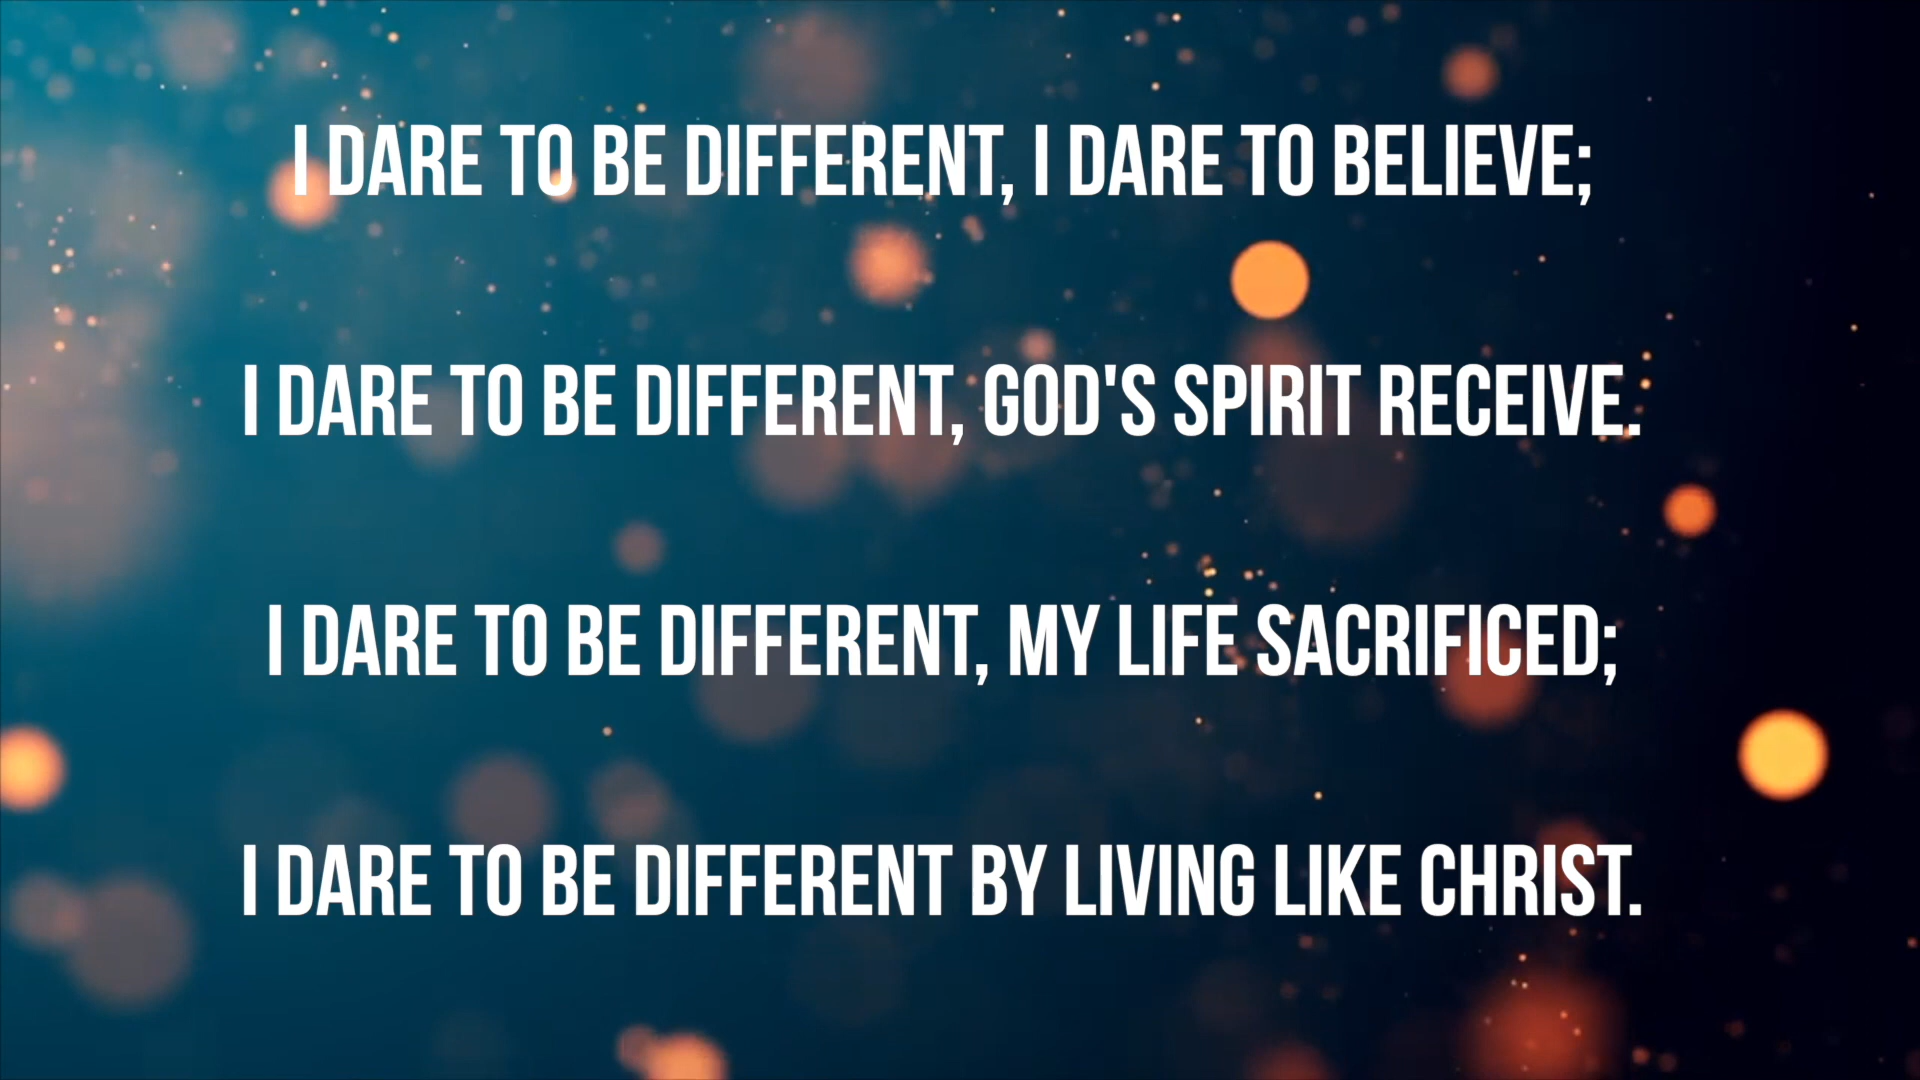 I DARE TO BE DIFFERENT, I DARE TO BELIEVE;
I DARE TO BE DIFFERENT, GOD'S SPIRIT RECEIVE.
I DARE TO BE DIFFERENT, MY LIFE SACRIFICED;
I DARE TO BE DIFFERENT BY LIVING LIKE CHRIST.